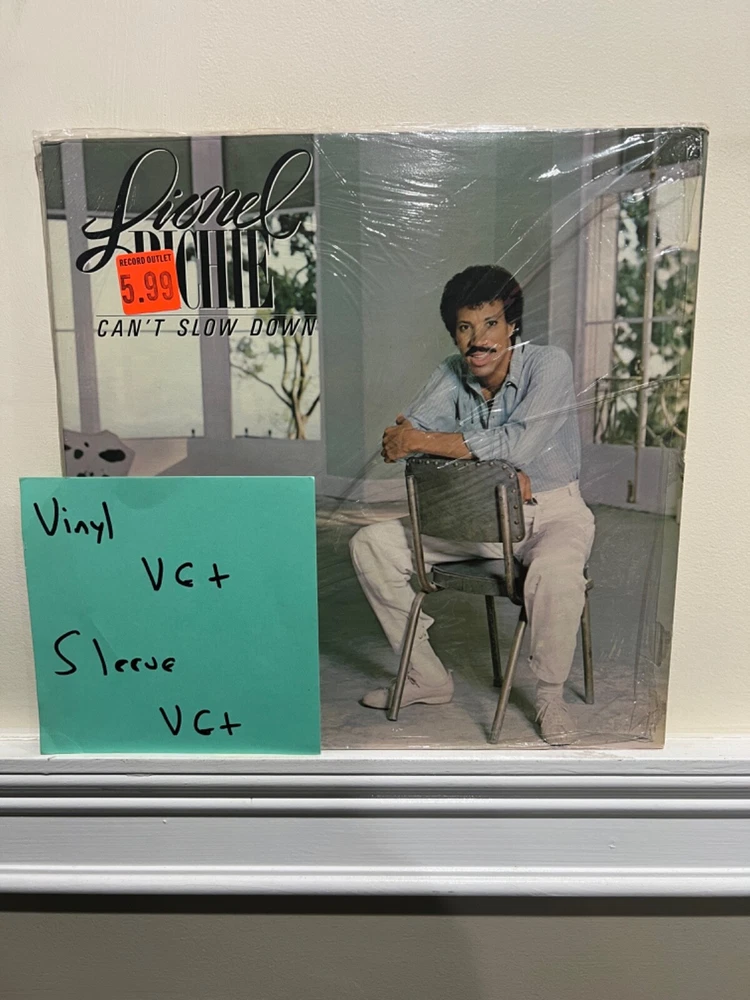 Lionel
RICHIE
RECORD OUTLET
5.99
CAN'T SLOW DOWN
Vinyl
VG+
Sleeve
VG+